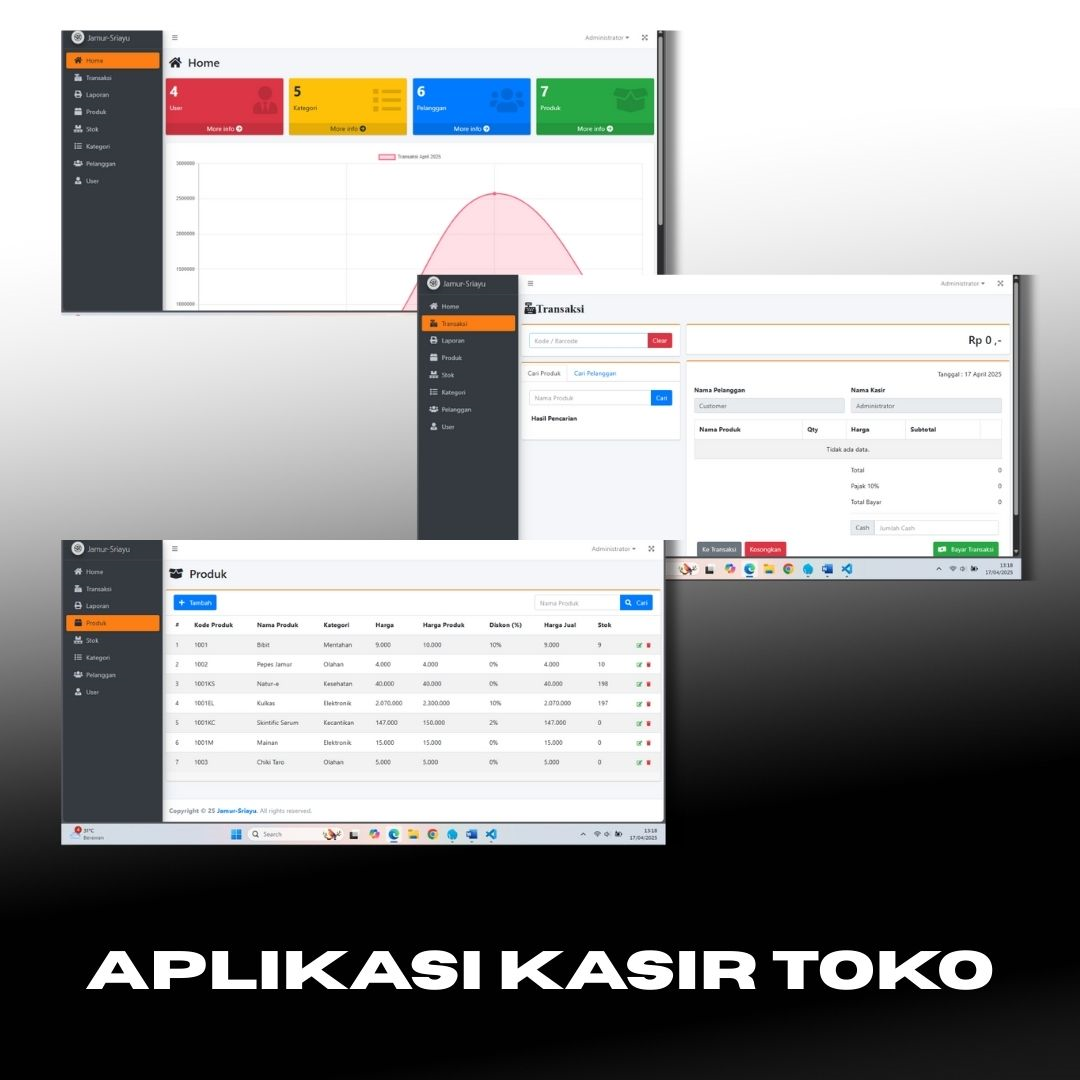 Jamur-Sriayu
Administrator
Home
Transaksi
Laporan
Produk
Stok
Kategori
Pelanggan
User
Home
4
User
More info
5
Kategori
More info
6
Pelanggan
More info
7
Produk
More info
Transaksi April 2025
3000000
2500000
2000000
1500000
1000000
Jamur-Sriayu
Administrator
Home
Transaksi
Laporan
Produk
Stok
Kategori
Pelanggan
User
Transaksi
Kode / Barcode Clear
Cari Produk Cari Pelanggan
Nama Produk Cari
Hasil Pencarian
Rp 0 ,-
Tanggal : 17 April 2025
Nama Pelanggan Nama Kasir
Customer Administrator
Nama Produk Qty Harga Subtotal
Tidak ada data.
Total 0
Pajak 10% 0
Total Bayar 0
Cash Jumlah Cash
Ke Transaksi Kosongkan Bayar Transaksi
13:18
17/04/2025
Jamur-Sriayu
Administrator
Home
Transaksi
Laporan
Produk
Stok
Kategori
Pelanggan
User
Produk
Tambah Nama Produk Cari
# Kode Produk Nama Produk Kategori Harga Harga Produk Diskon (%) Harga Jual Stok
1 1001 Bibit Mentahan 9.000 10.000 10% 9.000 9
2 1002 Pepes Jamur Olahan 4.000 4.000 0% 4.000 10
3 1001KS Natur-e Kesehatan 40.000 40.000 0% 40.000 198
4 1001EL Kulkas Elektronik 2.070.000 2.300.000 10% 2.070.000 197
5 1001KC Skintific Serum Kecantikan 147.000 150.000 2% 147.000 0
6 1001M Mainan Elektronik 15.000 15.000 0% 15.000 0
7 1003 Chiki Taro Olahan 5.000 5.000 0% 5.000 0
Copyright © 25 Jamur-Sriayu. All rights reserved.
4
31°C
Berawan
Search
13:18
17/04/2025
APLIKASI KASIR TOKO